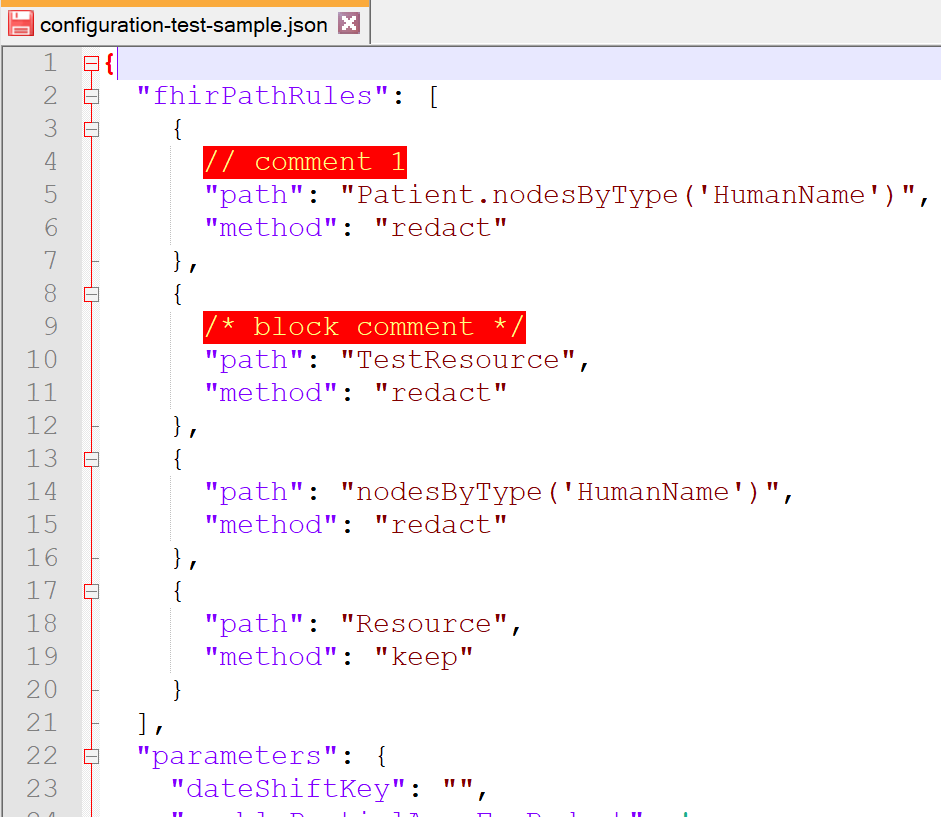 configuration-test-sample.json
1 {
2 "fhirPathRules": [
3 {
4 // comment 1
5 "path": "Patient.nodesByType('HumanName')",
6 "method": "redact"
7 },
8 {
9 /* block comment */
10 "path": "TestResource",
11 "method": "redact"
12 },
13 {
14 "path": "nodesByType('HumanName')",
15 "method": "redact"
16 },
17 {
18 "path": "Resource",
19 "method": "keep"
20 }
21 ],
22 "parameters": {
23 "dateShiftKey": "",